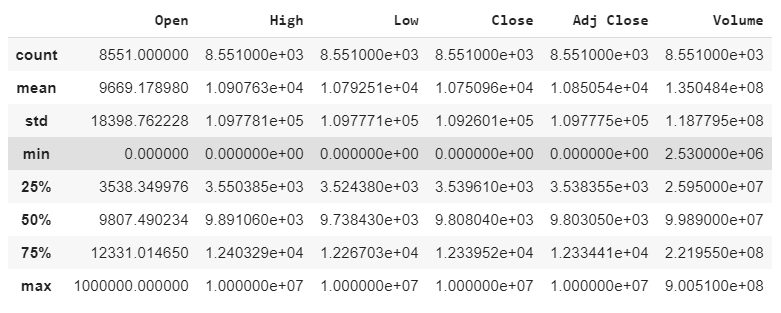 Open High Low Close Adj Close Volume
count 8551.000000 8.551000e+03 8.551000e+03 8.551000e+03 8.551000e+03 8.551000e+03
mean 9669.178980 1.090763e+04 1.079251e+04 1.075096e+04 1.085054e+04 1.350484e+08
std 18398.762228 1.097781e+05 1.097771e+05 1.092601e+05 1.097775e+05 1.187795e+08
min 0.000000 0.000000e+00 0.000000e+00 0.000000e+00 0.000000e+00 2.530000e+06
25% 3538.349976 3.550385e+03 3.524380e+03 3.539610e+03 3.538355e+03 2.595000e+07
50% 9807.490234 9.891060e+03 9.738430e+03 9.808040e+03 9.803050e+03 9.989000e+07
75% 12331.014650 1.240329e+04 1.226703e+04 1.233952e+04 1.233441e+04 2.219550e+08
max 1000000.000000 1.000000e+07 1.000000e+07 1.000000e+07 1.000000e+07 9.005100e+08